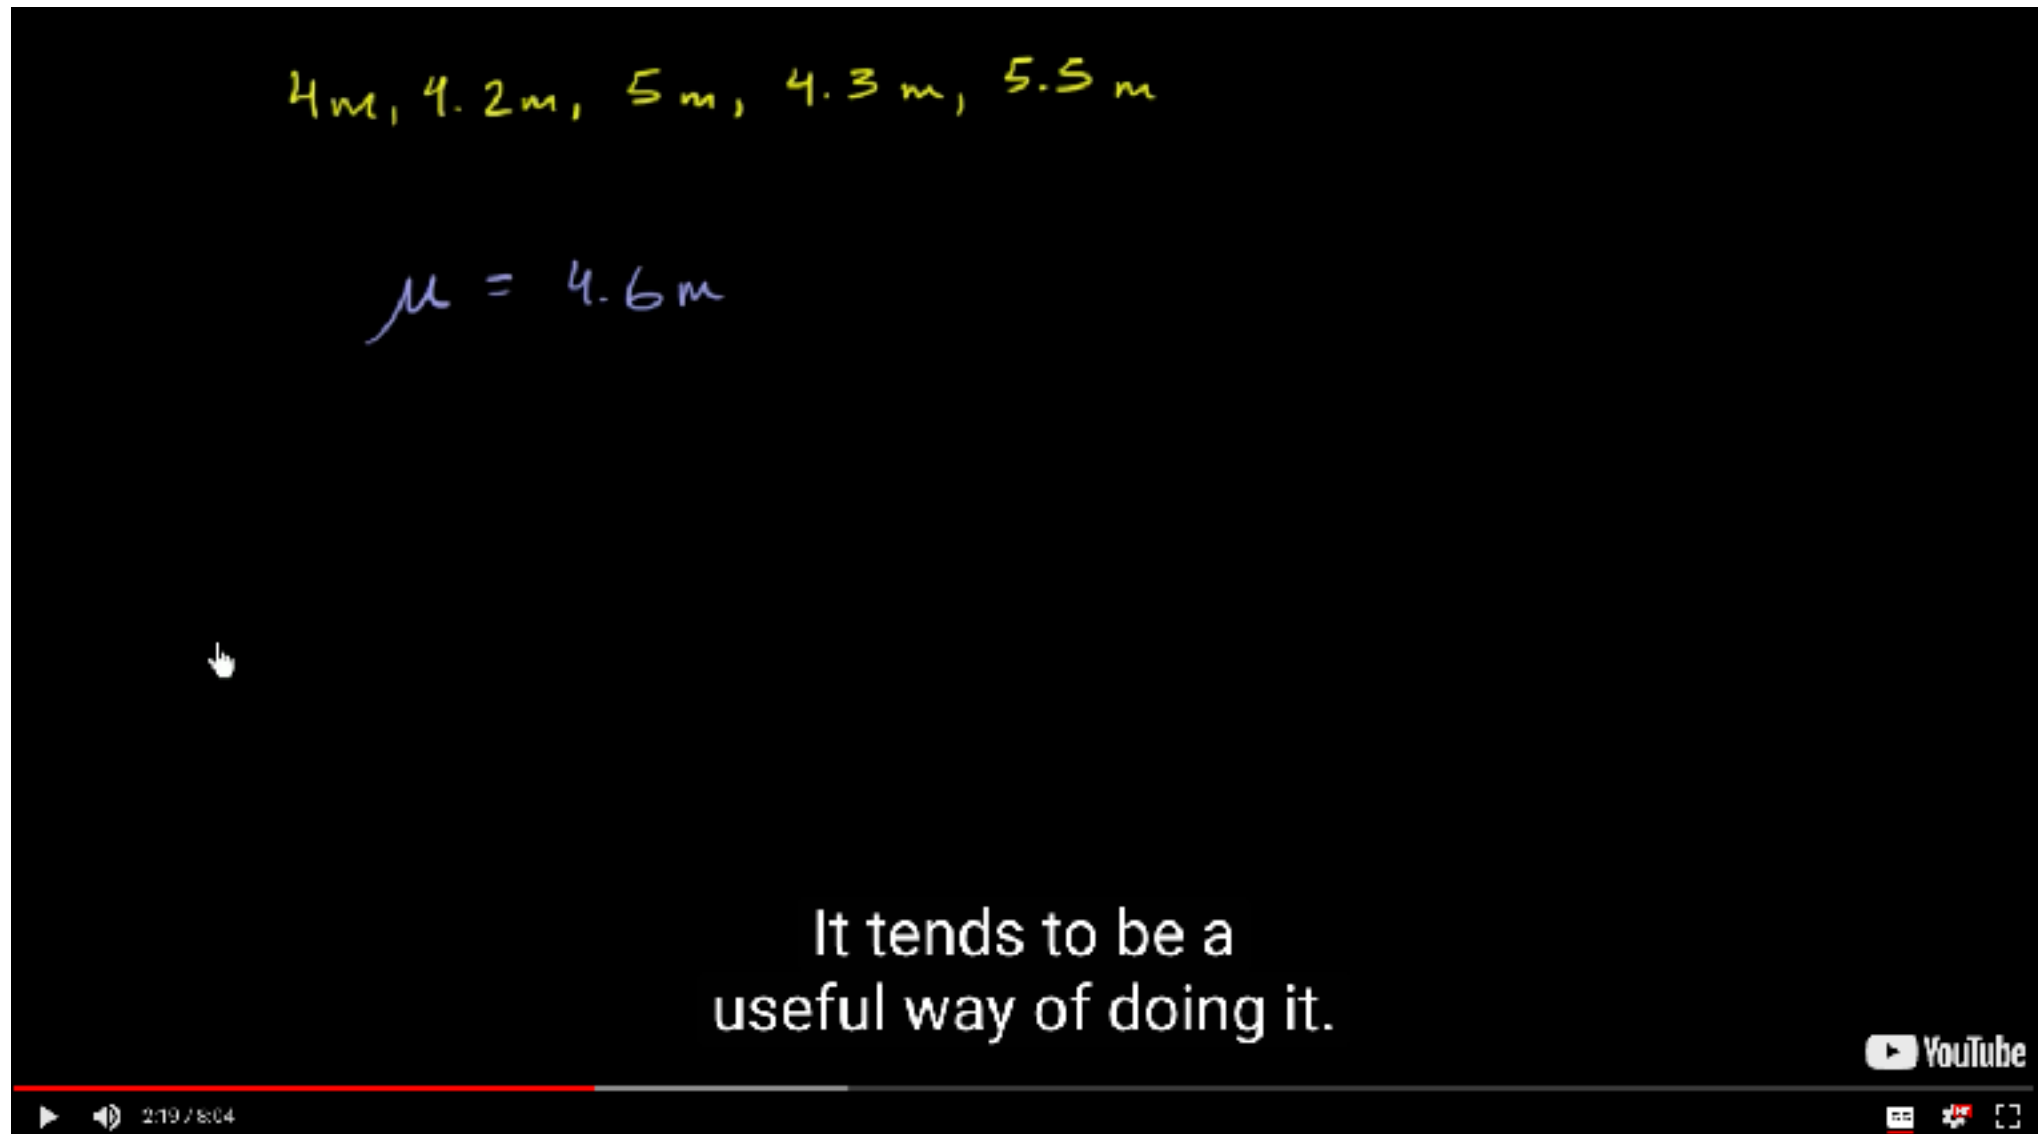 4m, 4.2m, 5m, 4.3m, 5.5m
μ = 4.6m
It tends to be a
useful way of doing it.
YouTube
2:19 / 8:04